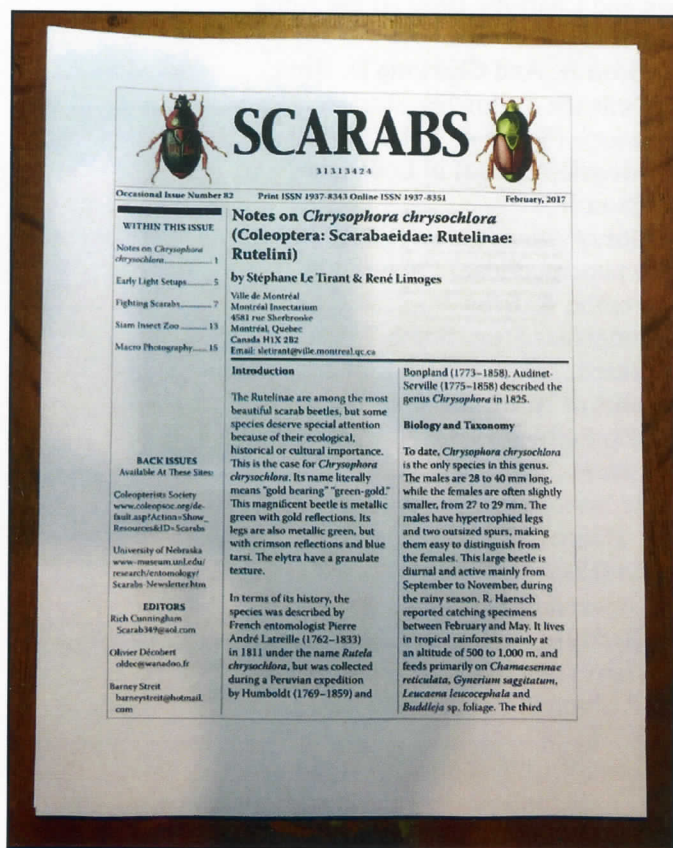 SCARABS
31313424
Occasional Issue Number 82 Print ISSN 1937-8343 Online ISSN 1937-8351 February, 2017
WITHIN THIS ISSUE
Notes on Chrysophora
chrysochlora 1
Early Light Setups 5
Fighting Scarabs 7
Siam Insect Zoo 13
Macro Photography 15
BACK ISSUES
Available At These Sites:
Coleopterists Society
www.coleopsoc.org/de-
fault.asp?Action=Show_
Resources&ID=Scarabs
University of Nebraska
www-museum.unl.edu/
research/entomology/
Scarabs-Newsletter.htm
EDITORS
Rich Cunningham
Scarab349@aol.com
Olivier Décobert
oldec@wanadoo.fr
Barney Streit
barneystreit@hotmail.
com
Notes on Chrysophora chrysochlora
(Coleoptera: Scarabaeidae: Rutelinae:
Rutelini)
by Stéphane Le Tirant & René Limoges
Ville de Montréal
Montréal Insectarium
4581 rue Sherbrooke
Montréal, Quebec
Canada H1X 2B2
Email: sletirant@ville.montreal.qc.ca
Introduction
The Rutelinae are among the most
beautiful scarab beetles, but some
species deserve special attention
because of their ecological,
historical or cultural importance.
This is the case for Chrysophora
chrysochlora. Its name literally
means "gold bearing" "green-gold."
This magnificent beetle is metallic
green with gold reflections. Its
legs are also metallic green, but
with crimson reflections and blue
tarsi. The elytra have a granulate
texture.
In terms of its history, the
species was described by
French entomologist Pierre
André Latreille (1762–1833)
in 1811 under the name Rutela
chrysochlora, but was collected
during a Peruvian expedition
by Humboldt (1769–1859) and
Bonpland (1773–1858). Audinet-
Serville (1775–1858) described the
genus Chrysophora in 1825.
Biology and Taxonomy
To date, Chrysophora chrysochlora
is the only species in this genus.
The males are 28 to 40 mm long,
while the females are often slightly
smaller, from 27 to 29 mm. The
males have hypertrophied legs
and two outsized spurs, making
them easy to distinguish from
the females. This large beetle is
diurnal and active mainly from
September to November, during
the rainy season. R. Haensch
reported catching specimens
between February and May. It lives
in tropical rainforests mainly at
an altitude of 500 to 1,000 m, and
feeds primarily on Chamaesennae
reticulata, Gynerium saggitatum,
Leucaena leucocephala and
Buddleja sp. foliage. The third